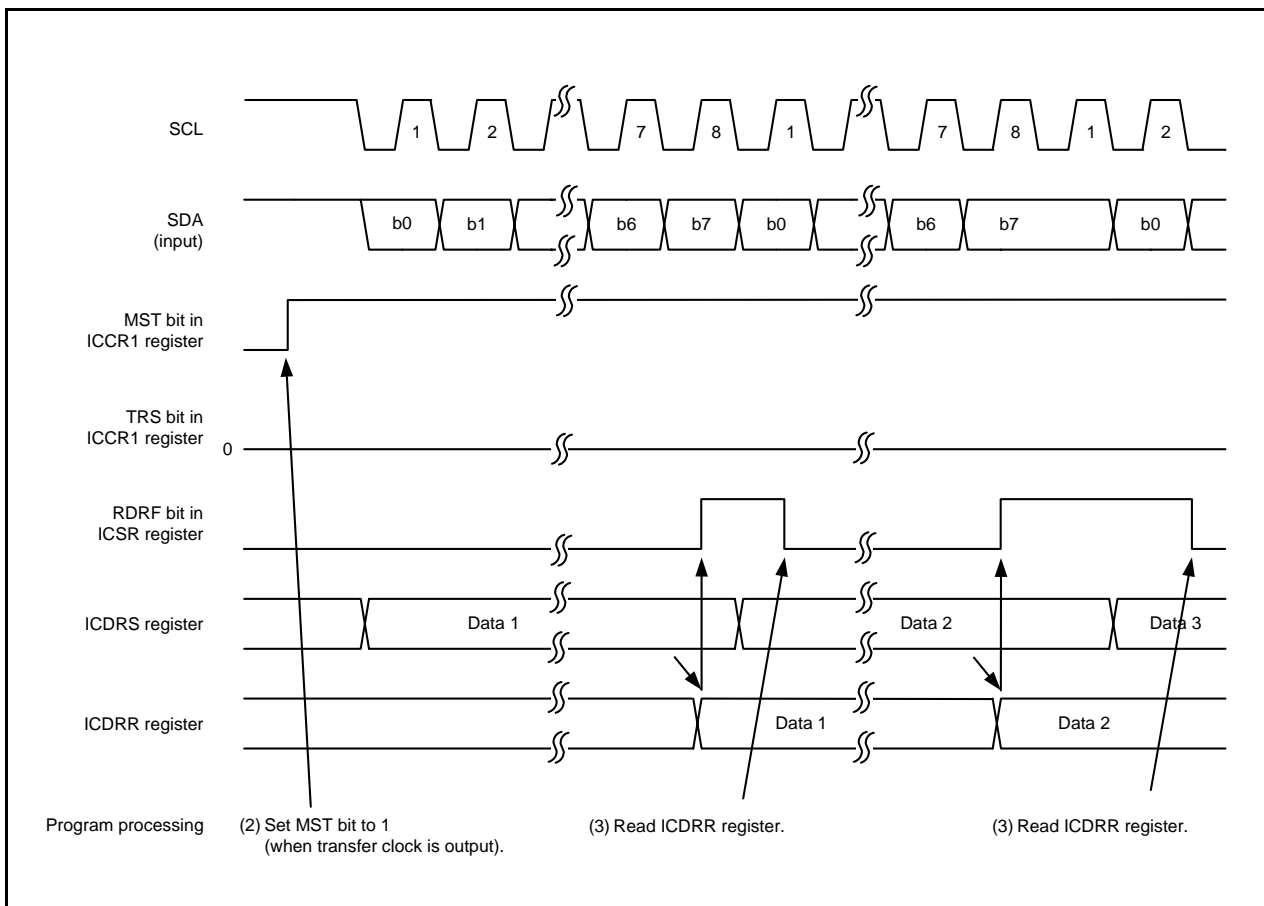 SCL
1 2 7 8 1 7 8 1 2
SDA
(input)
b0 b1 b6 b7 b0 b6 b7 b0
MST bit in
ICCR1 register
TRS bit in
ICCR1 register
0
RDRF bit in
ICSR register
ICDRS register
Data 1 Data 2 Data 3
ICDRR register
Data 1 Data 2
Program processing
(2) Set MST bit to 1
(when transfer clock is output).
(3) Read ICDRR register.
(3) Read ICDRR register.